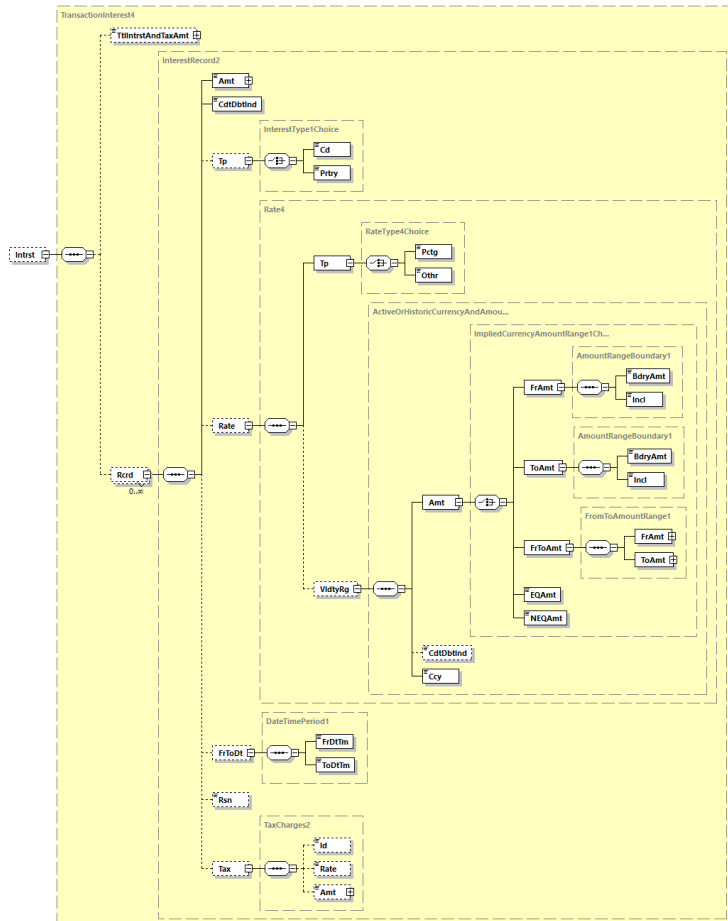 TransactionInterest4
TtlIntrstAndTaxAmt
InterestRecord2
Amt
CdtDbtInd
InterestType1Choice
Cd
Tp
Prtry
Rate4
RateType4Choice
Pctg
Intrst
Tp
Othr
ActiveOrHistoricCurrencyAndAmou...
ImpliedCurrencyAmountRange1Ch...
AmountRangeBoundary1
BdryAmt
FrAmt
Incl
Rate
AmountRangeBoundary1
BdryAmt
ToAmt
Incl
Rcrd
0..∞
Amt
FromToAmountRange1
FrAmt
FrToAmt
ToAmt
VldtyRg
EQAmt
NEQAmt
CdtDbtInd
Ccy
DateTimePeriod1
FrDtTm
FrToDt
ToDtTm
Rsn
TaxCharges2
Id
Tax
Rate
Amt